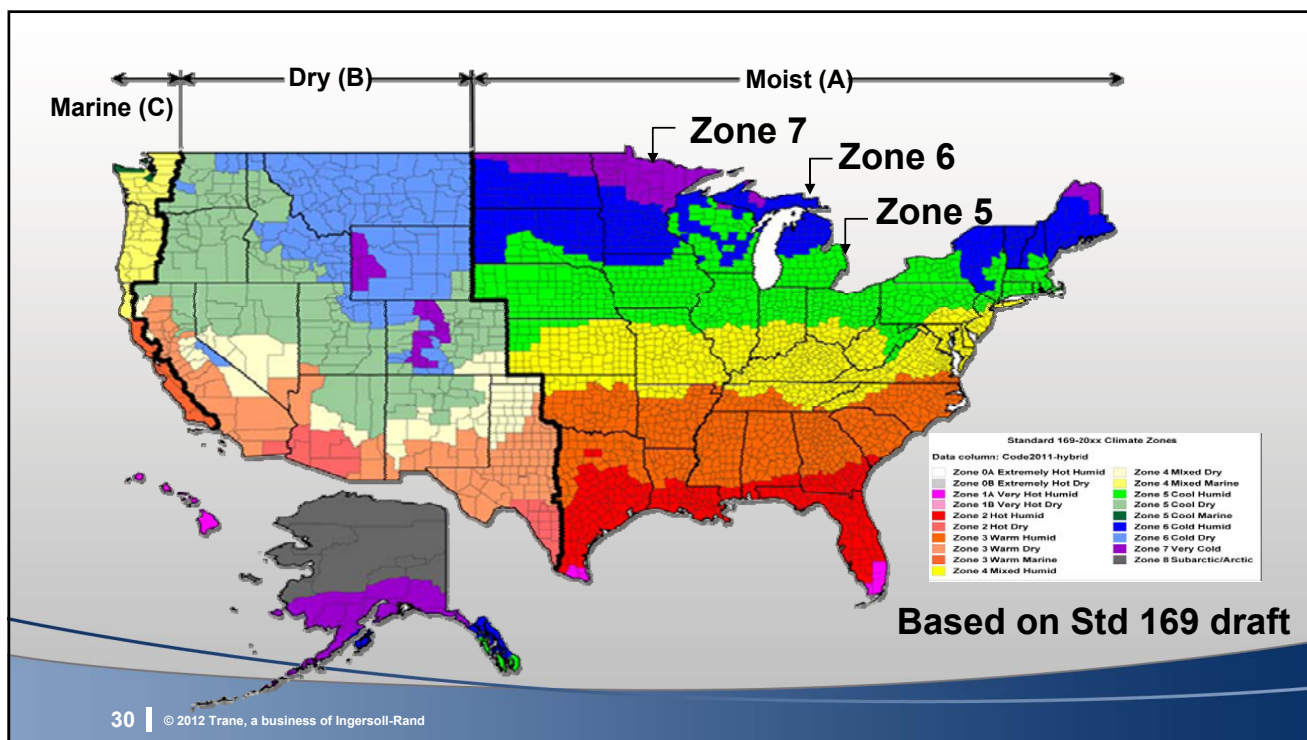 Dry (B)
Moist (A)
Marine (C)
Zone 7
Zone 6
Zone 5
Standard 169-20xx Climate Zones
Data column: Code2011-hybrid
Zone 0A Extremely Hot Humid
Zone 0B Extremely Hot Dry
Zone 1A Very Hot Humid
Zone 1B Very Hot Dry
Zone 2 Hot Humid
Zone 2 Hot Dry
Zone 3 Warm Humid
Zone 3 Warm Dry
Zone 3 Warm Marine
Zone 4 Mixed Humid
Zone 4 Mixed Dry
Zone 4 Mixed Marine
Zone 5 Cool Humid
Zone 5 Cool Dry
Zone 5 Cool Marine
Zone 6 Cold Humid
Zone 6 Cold Dry
Zone 7 Very Cold
Zone 8 Subarctic/Arctic
Based on Std 169 draft
30 © 2012 Trane, a business of Ingersoll-Rand